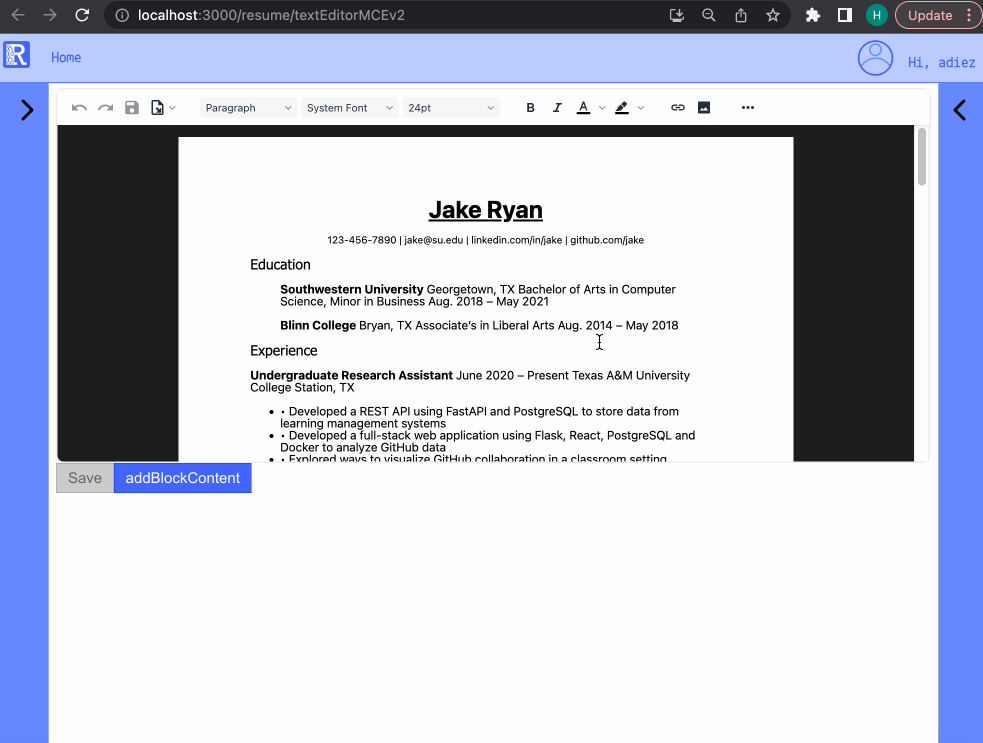 localhost:3000/resume/textEditorMCEv2
H
Update
R
Home
Hi, adiez
Paragraph
System Font
24pt
B I A
Jake Ryan
123-456-7890 | jake@su.edu | linkedin.com/in/jake | github.com/jake
Education
Southwestern University Georgetown, TX Bachelor of Arts in Computer
Science, Minor in Business Aug. 2018 – May 2021
Blinn College Bryan, TX Associate's in Liberal Arts Aug. 2014 – May 2018
Experience
Undergraduate Research Assistant June 2020 – Present Texas A&M University
College Station, TX
• • Developed a REST API using FastAPI and PostgreSQL to store data from
learning management systems
• • Developed a full-stack web application using Flask, React, PostgreSQL and
Docker to analyze GitHub data
• • Explored ways to visualize GitHub collaboration in a classroom setting
Save
addBlockContent